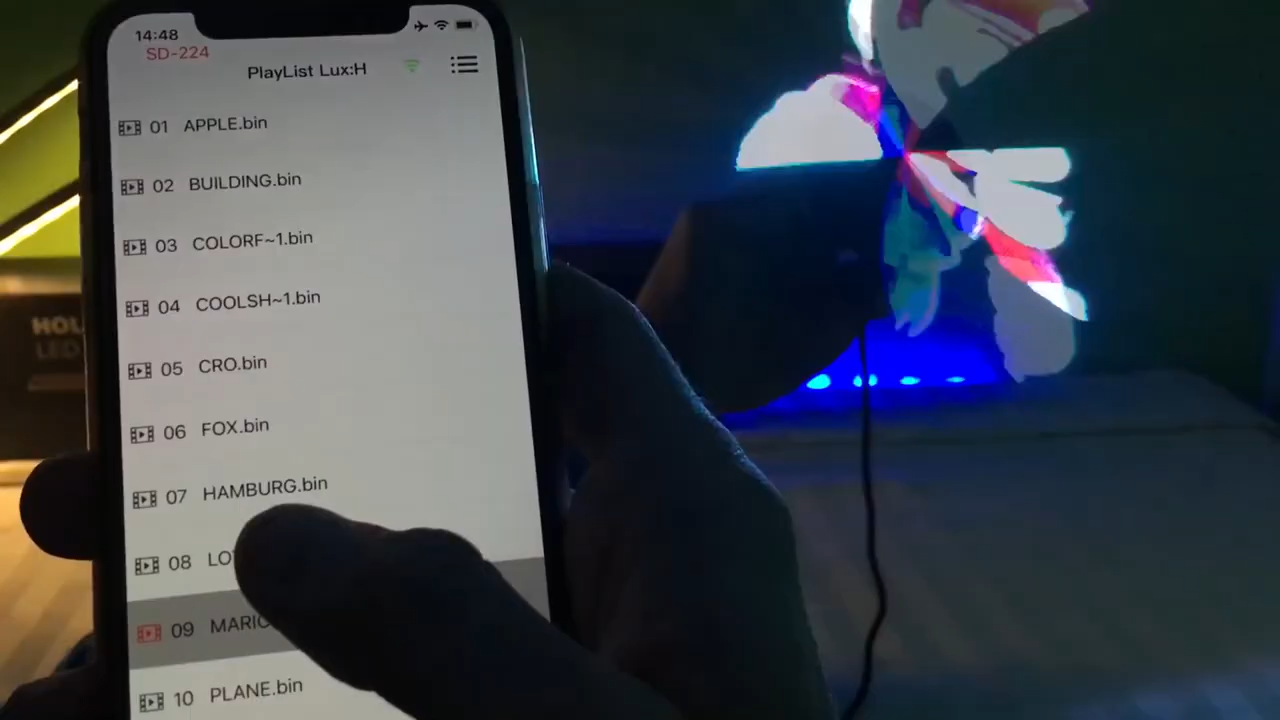 14:48
SD-224
PlayList Lux:H
01 APPLE.bin
02 BUILDING.bin
03 COLORF~1.bin
04 COOLSH~1.bin
05 CRO.bin
06 FOX.bin
07 HAMBURG.bin
08
09
10 PLANE.bin
LED